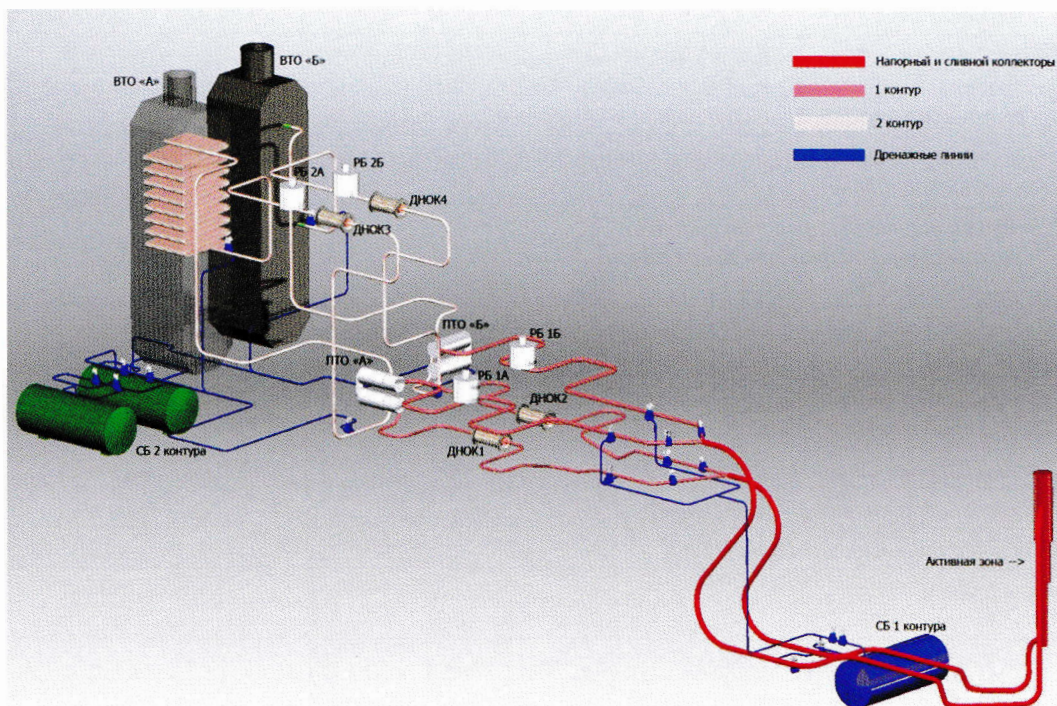 ВТО «Б»
ВТО «А»
РБ 2Б
РБ 2А
ДНОК4
ДНОК3
ПТО «Б»
РБ 1Б
ПТО «А»
РБ 1А
ДНОК2
ДНОК1
СБ 2 контура
Напорный и сливной коллекторы
1 контур
2 контур
Дренажные линии
Активная зона -->
СБ 1 контура